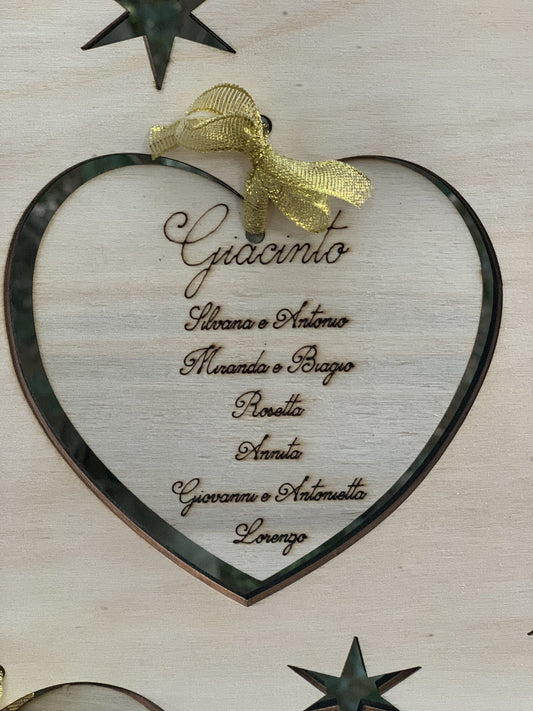 Giacinto
Silvana e Antonio
Miranda e Biagio
Rosetta
Annita
Giovanni e Antonietta
Lorenzo